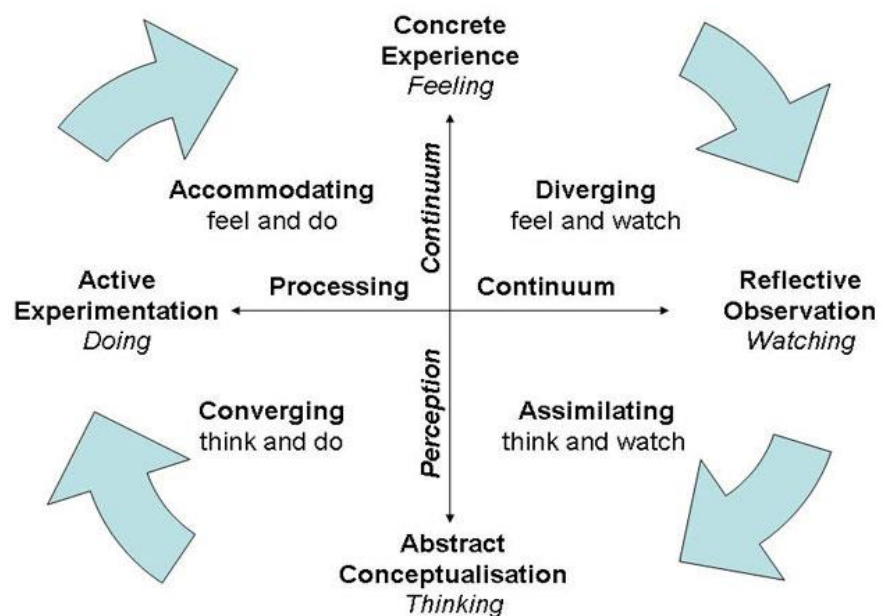 Concrete
Experience
Feeling
Accommodating
feel and do
Continuum
Diverging
feel and watch
Active
Experimentation
Doing
Processing
Continuum
Reflective
Observation
Watching
Converging
think and do
Perception
Assimilating
think and watch
Abstract
Conceptualisation
Thinking